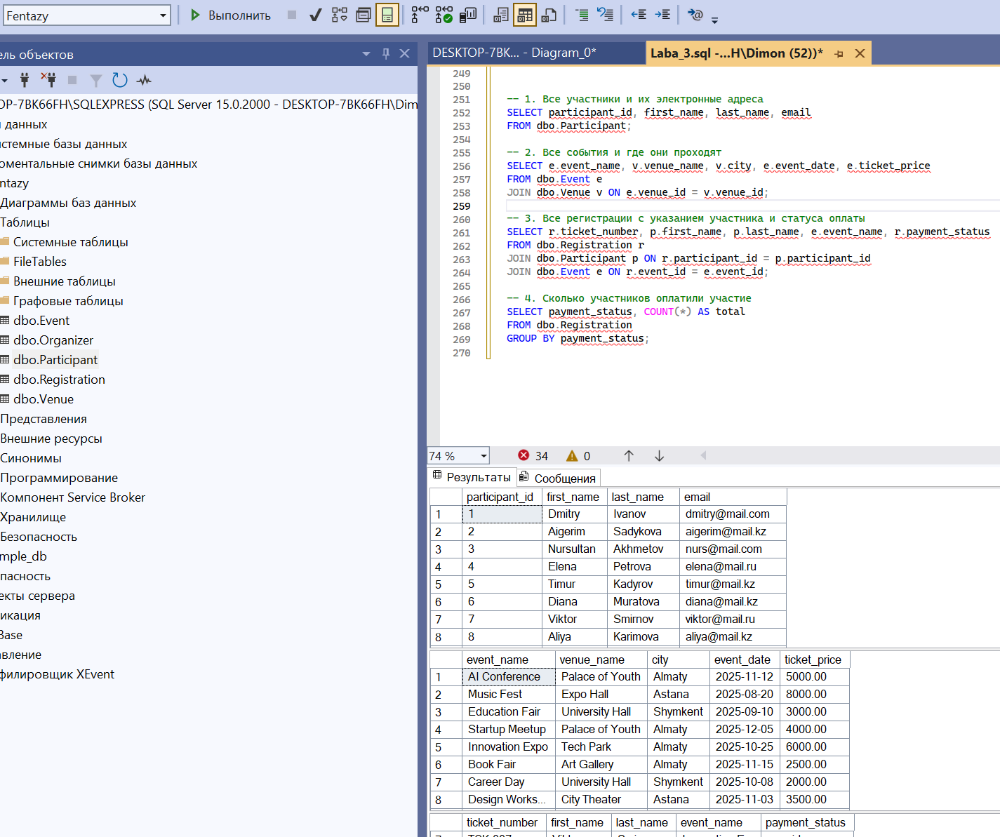 Fentazy
Выполнить
ель объектов
OP-7BK66FH\SQLEXPRESS (SQL Server 15.0.2000 - DESKTOP-7BK66FH\Dim
данных
стемные базы данных
оментальные снимки базы данных
ntazy
Диаграммы баз данных
Таблицы
Системные таблицы
FileTables
Внешние таблицы
Графовые таблицы
dbo.Event
dbo.Organizer
dbo.Participant
dbo.Registration
dbo.Venue
Представления
Внешние ресурсы
Синонимы
Программирование
Компонент Service Broker
Хранилище
Безопасность
mple_db
пасность
екты сервера
икация
Base
авление
филировщик XEvent
DESKTOP-7BK... - Diagram_0*
Laba_3.sql -...H\Dimon (52))*
249
250
251 -- 1. Все участники и их электронные адреса
252 SELECT participant_id, first_name, last_name, email
253 FROM dbo.Participant;
254
255 -- 2. Все события и где они проходят
256 SELECT e.event_name, v.venue_name, v.city, e.event_date, e.ticket_price
257 FROM dbo.Event e
258 JOIN dbo.Venue v ON e.venue_id = v.venue_id;
259
260 -- 3. Все регистрации с указанием участника и статуса оплаты
261 SELECT r.ticket_number, p.first_name, p.last_name, e.event_name, r.payment_status
262 FROM dbo.Registration r
263 JOIN dbo.Participant p ON r.participant_id = p.participant_id
264 JOIN dbo.Event e ON r.event_id = e.event_id;
265
266 -- 4. Сколько участников оплатили участие
267 SELECT payment_status, COUNT(*) AS total
268 FROM dbo.Registration
269 GROUP BY payment_status;
270
74 % 34 0
Результаты Сообщения
participant_id first_name last_name email
1 1 Dmitry Ivanov dmitry@mail.com
2 2 Aigerim Sadykova aigerim@mail.kz
3 3 Nursultan Akhmetov nurs@mail.com
4 4 Elena Petrova elena@mail.ru
5 5 Timur Kadyrov timur@mail.kz
6 6 Diana Muratova diana@mail.kz
7 7 Viktor Smirnov viktor@mail.ru
8 8 Aliya Karimova aliya@mail.kz
event_name venue_name city event_date ticket_price
1 AI Conference Palace of Youth Almaty 2025-11-12 5000.00
2 Music Fest Expo Hall Astana 2025-08-20 8000.00
3 Education Fair University Hall Shymkent 2025-09-10 3000.00
4 Startup Meetup Palace of Youth Almaty 2025-12-05 4000.00
5 Innovation Expo Tech Park Almaty 2025-10-25 6000.00
6 Book Fair Art Gallery Almaty 2025-11-15 2500.00
7 Career Day University Hall Shymkent 2025-10-08 2000.00
8 Design Works... City Theater Astana 2025-11-03 3500.00
ticket_number first_name last_name event_name payment_status